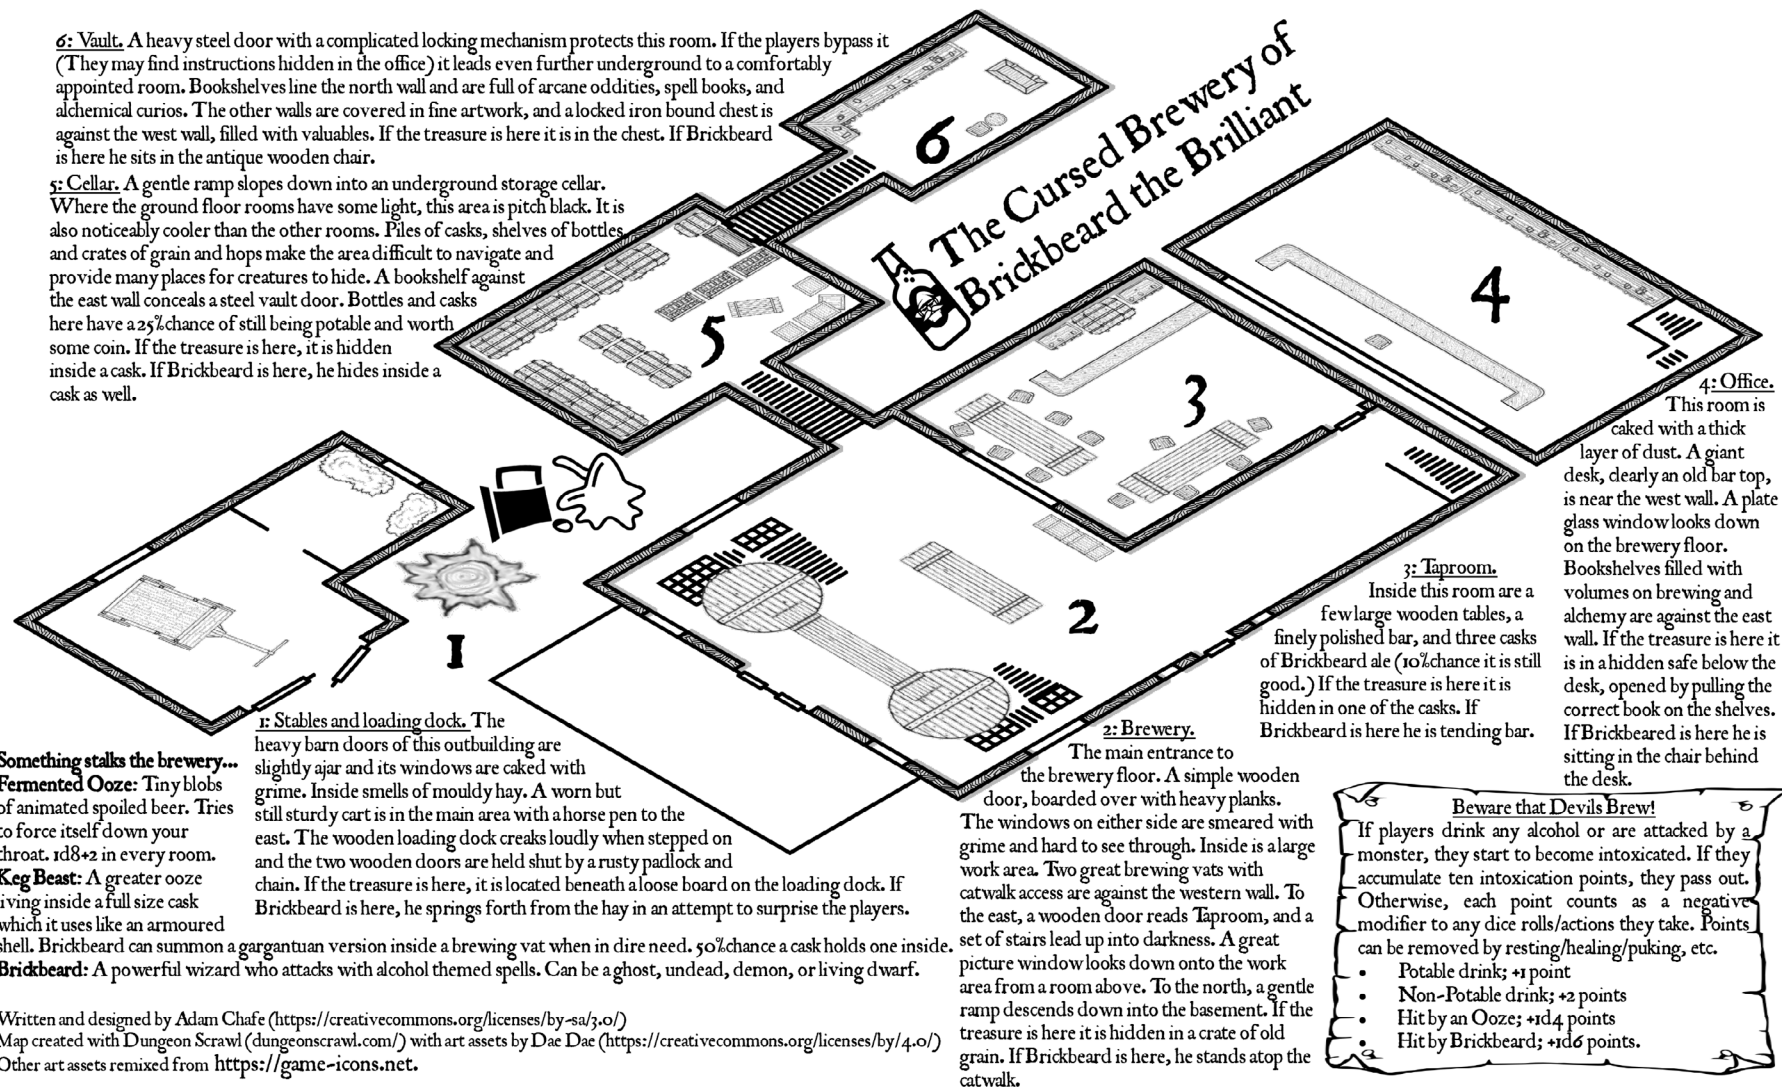 The Cursed Brewery of
Brickbeard the Brilliant
6: Vault. A heavy steel door with a complicated locking mechanism protects this room. If the players bypass it
(They may find instructions hidden in the office) it leads even further underground to a comfortably
appointed room. Bookshelves line the north wall and are full of arcane oddities, spell books, and
alchemical curios. The other walls are covered in fine artwork, and a locked iron bound chest is
against the west wall, filled with valuables. If the treasure is here it is in the chest. If Brickbeard
is here he sits in the antique wooden chair.
5: Cellar. A gentle ramp slopes down into an underground storage cellar.
Where the ground floor rooms have some light, this area is pitch black. It is
also noticeably cooler than the other rooms. Piles of casks, shelves of bottles,
and crates of grain and hops make the area difficult to navigate and
provide many places for creatures to hide. A bookshelf against
the east wall conceals a steel vault door. Bottles and casks
here have a 25% chance of still being potable and worth
some coin. If the treasure is here, it is hidden
inside a cask. If Brickbeard is here, he hides inside a
cask as well.
6
5
4
3
2
1
4: Office.
This room is
caked with a thick
layer of dust. A giant
desk, clearly an old bar top,
is near the west wall. A plate
glass window looks down
on the brewery floor.
Bookshelves filled with
volumes on brewing and
alchemy are against the east
wall. If the treasure is here it
is in a hidden safe below the
desk, opened by pulling the
correct book on the shelves.
If Brickbeared is here he is
sitting in the chair behind
the desk.
3: Taproom.
Inside this room are a
few large wooden tables, a
finely polished bar, and three casks
of Brickbeard ale (10% chance it is still
good.) If the treasure is here it is
hidden in one of the casks. If
Brickbeard is here he is tending bar.
2: Brewery.
The main entrance to
the brewery floor. A simple wooden
door, boarded over with heavy planks.
The windows on either side are smeared with
grime and hard to see through. Inside is a large
work area. Two great brewing vats with
catwalk access are against the western wall. To
the east, a wooden door reads Taproom, and a
set of stairs lead up into darkness. A great
picture window looks down onto the work
area from a room above. To the north, a gentle
ramp descends down into the basement. If the
treasure is here it is hidden in a crate of old
grain. If Brickbeard is here, he stands atop the
catwalk.
1: Stables and loading dock. The
heavy barn doors of this outbuilding are
slightly ajar and its windows are caked with
grime. Inside smells of mouldy hay. A worn but
still sturdy cart is in the main area with a horse pen to the
east. The wooden loading dock creaks loudly when stepped on
and the two wooden doors are held shut by a rusty padlock and
chain. If the treasure is here, it is located beneath a loose board on the loading dock. If
Brickbeard is here, he springs forth from the hay in an attempt to surprise the players.
Something stalks the brewery...
Fermented Ooze: Tiny blobs
of animated spoiled beer. Tries
to force itself down your
throat. 1d8+2 in every room.
Keg Beast: A greater ooze
living inside a full size cask
which it uses like an armoured
shell. Brickbeard can summon a gargantuan version inside a brewing vat when in dire need. 50% chance a cask holds one inside.
Brickbeard: A powerful wizard who attacks with alcohol themed spells. Can be a ghost, undead, demon, or living dwarf.
Written and designed by Adam Chafe (https://creativecommons.org/licenses/by-sa/3.0/)
Map created with Dungeon Scrawl (dungeonscrawl.com/) with art assets by Dae Dae (https://creativecommons.org/licenses/by/4.0/)
Other art assets remixed from https://game-icons.net.
Beware that Devils Brew!
If players drink any alcohol or are attacked by a
monster, they start to become intoxicated. If they
accumulate ten intoxication points, they pass out.
Otherwise, each point counts as a negative
modifier to any dice rolls/actions they take. Points
can be removed by resting/healing/puking, etc.
• Potable drink; +1 point
• Non-Potable drink; +2 points
• Hit by an Ooze; +1d4 points
• Hit by Brickbeard; +1d6 points.